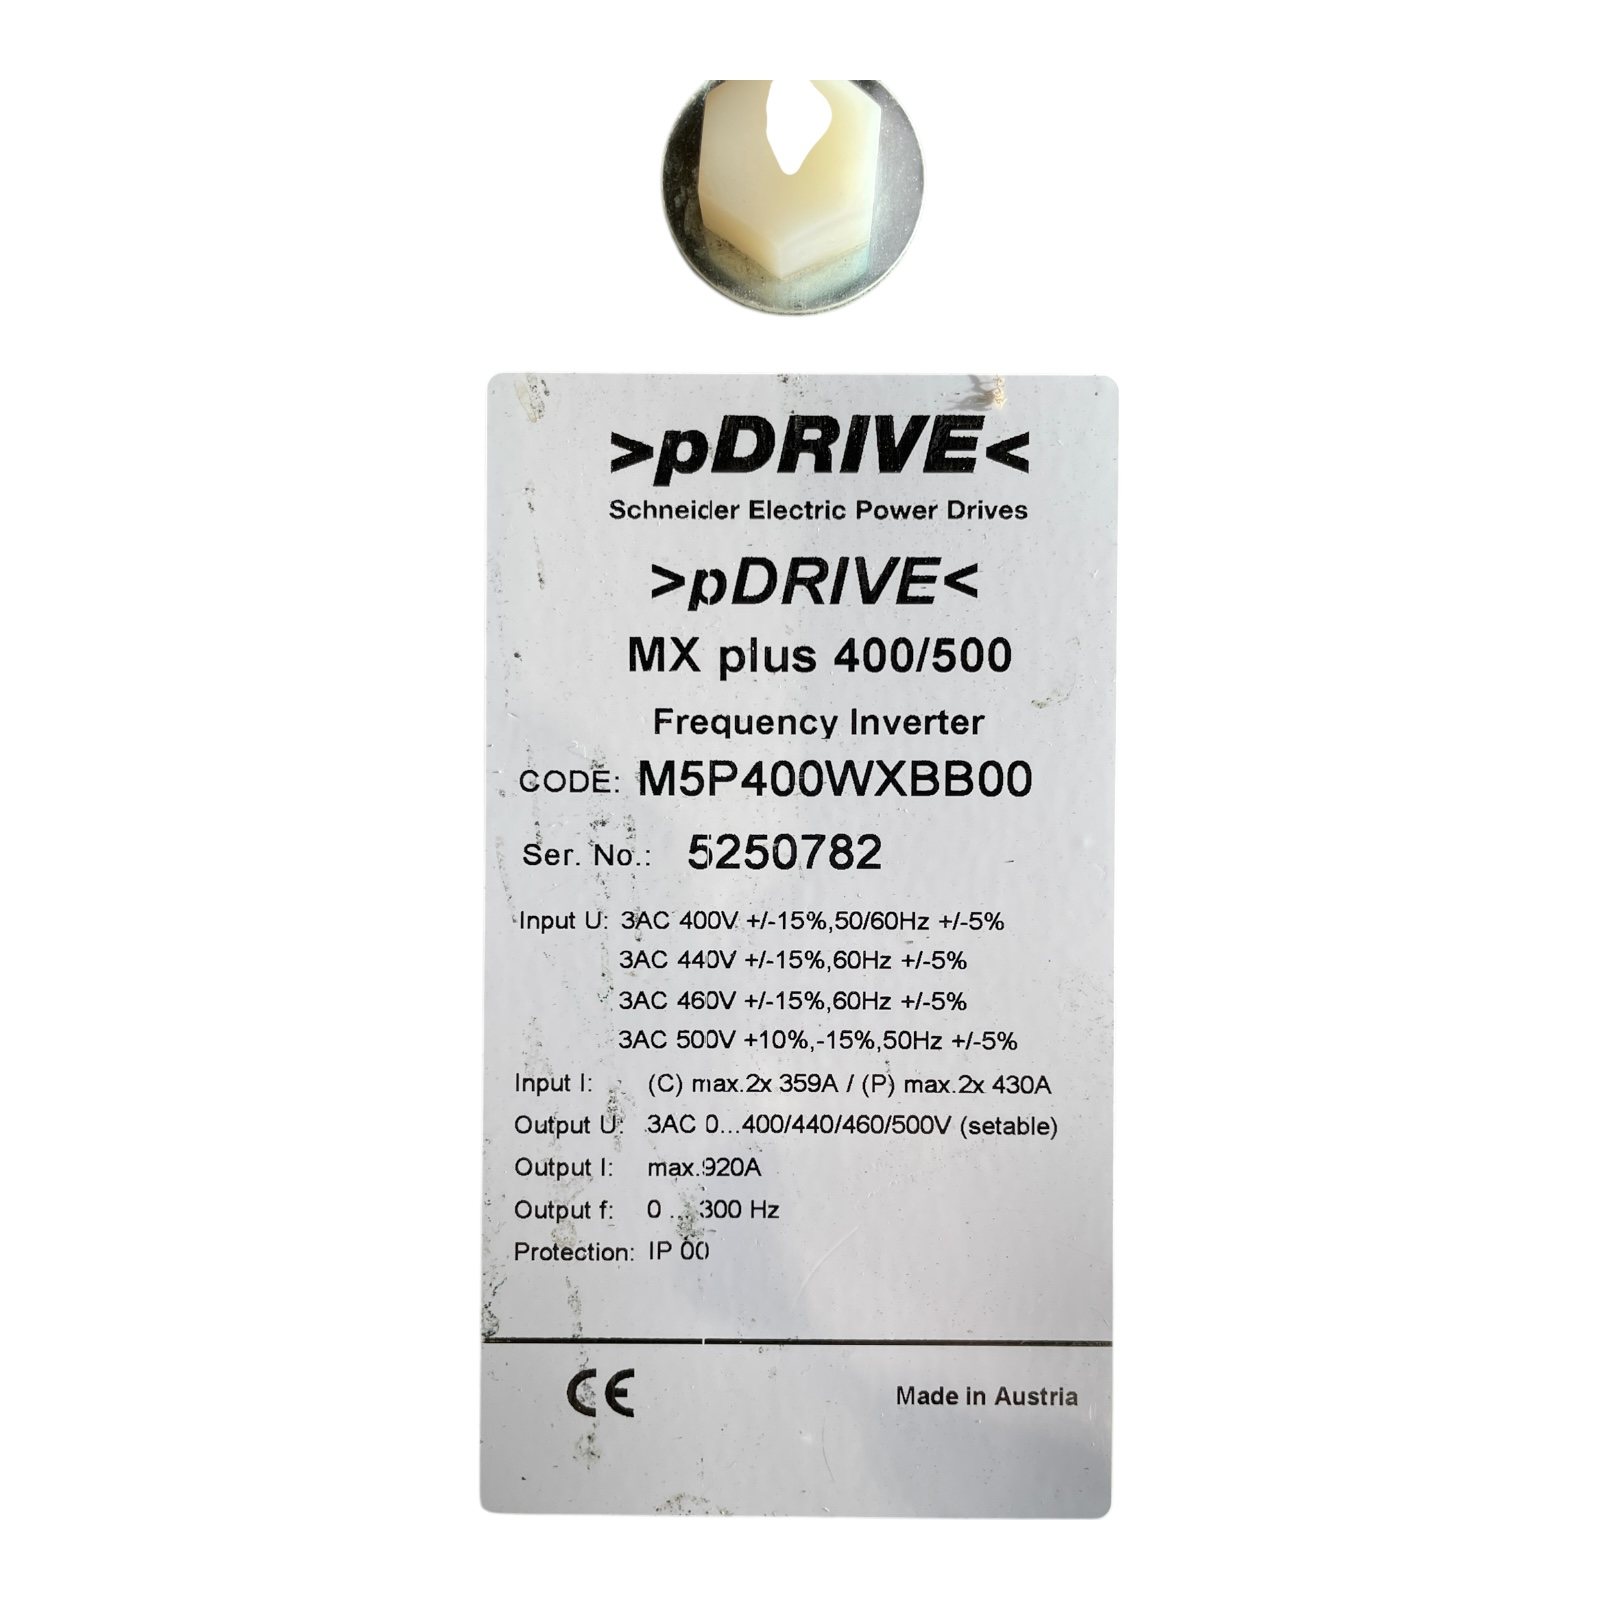 >pDRIVE<
Schneider Electric Power Drives
>pDRIVE<
MX plus 400/500
Frequency Inverter
CODE: M5P400WXBB00
Ser. No.: 5250782
Input U: 3AC 400V +/-15%,50/60Hz +/-5%
3AC 440V +/-15%,60Hz +/-5%
3AC 460V +/-15%,60Hz +/-5%
3AC 500V +10%,-15%,50Hz +/-5%
Input I: (C) max.2x 359A / (P) max.2x 430A
Output U: 3AC 0...400/440/460/500V (setable)
Output I: max.920A
Output f: 0 ... 300 Hz
Protection: IP 00
CE
Made in Austria